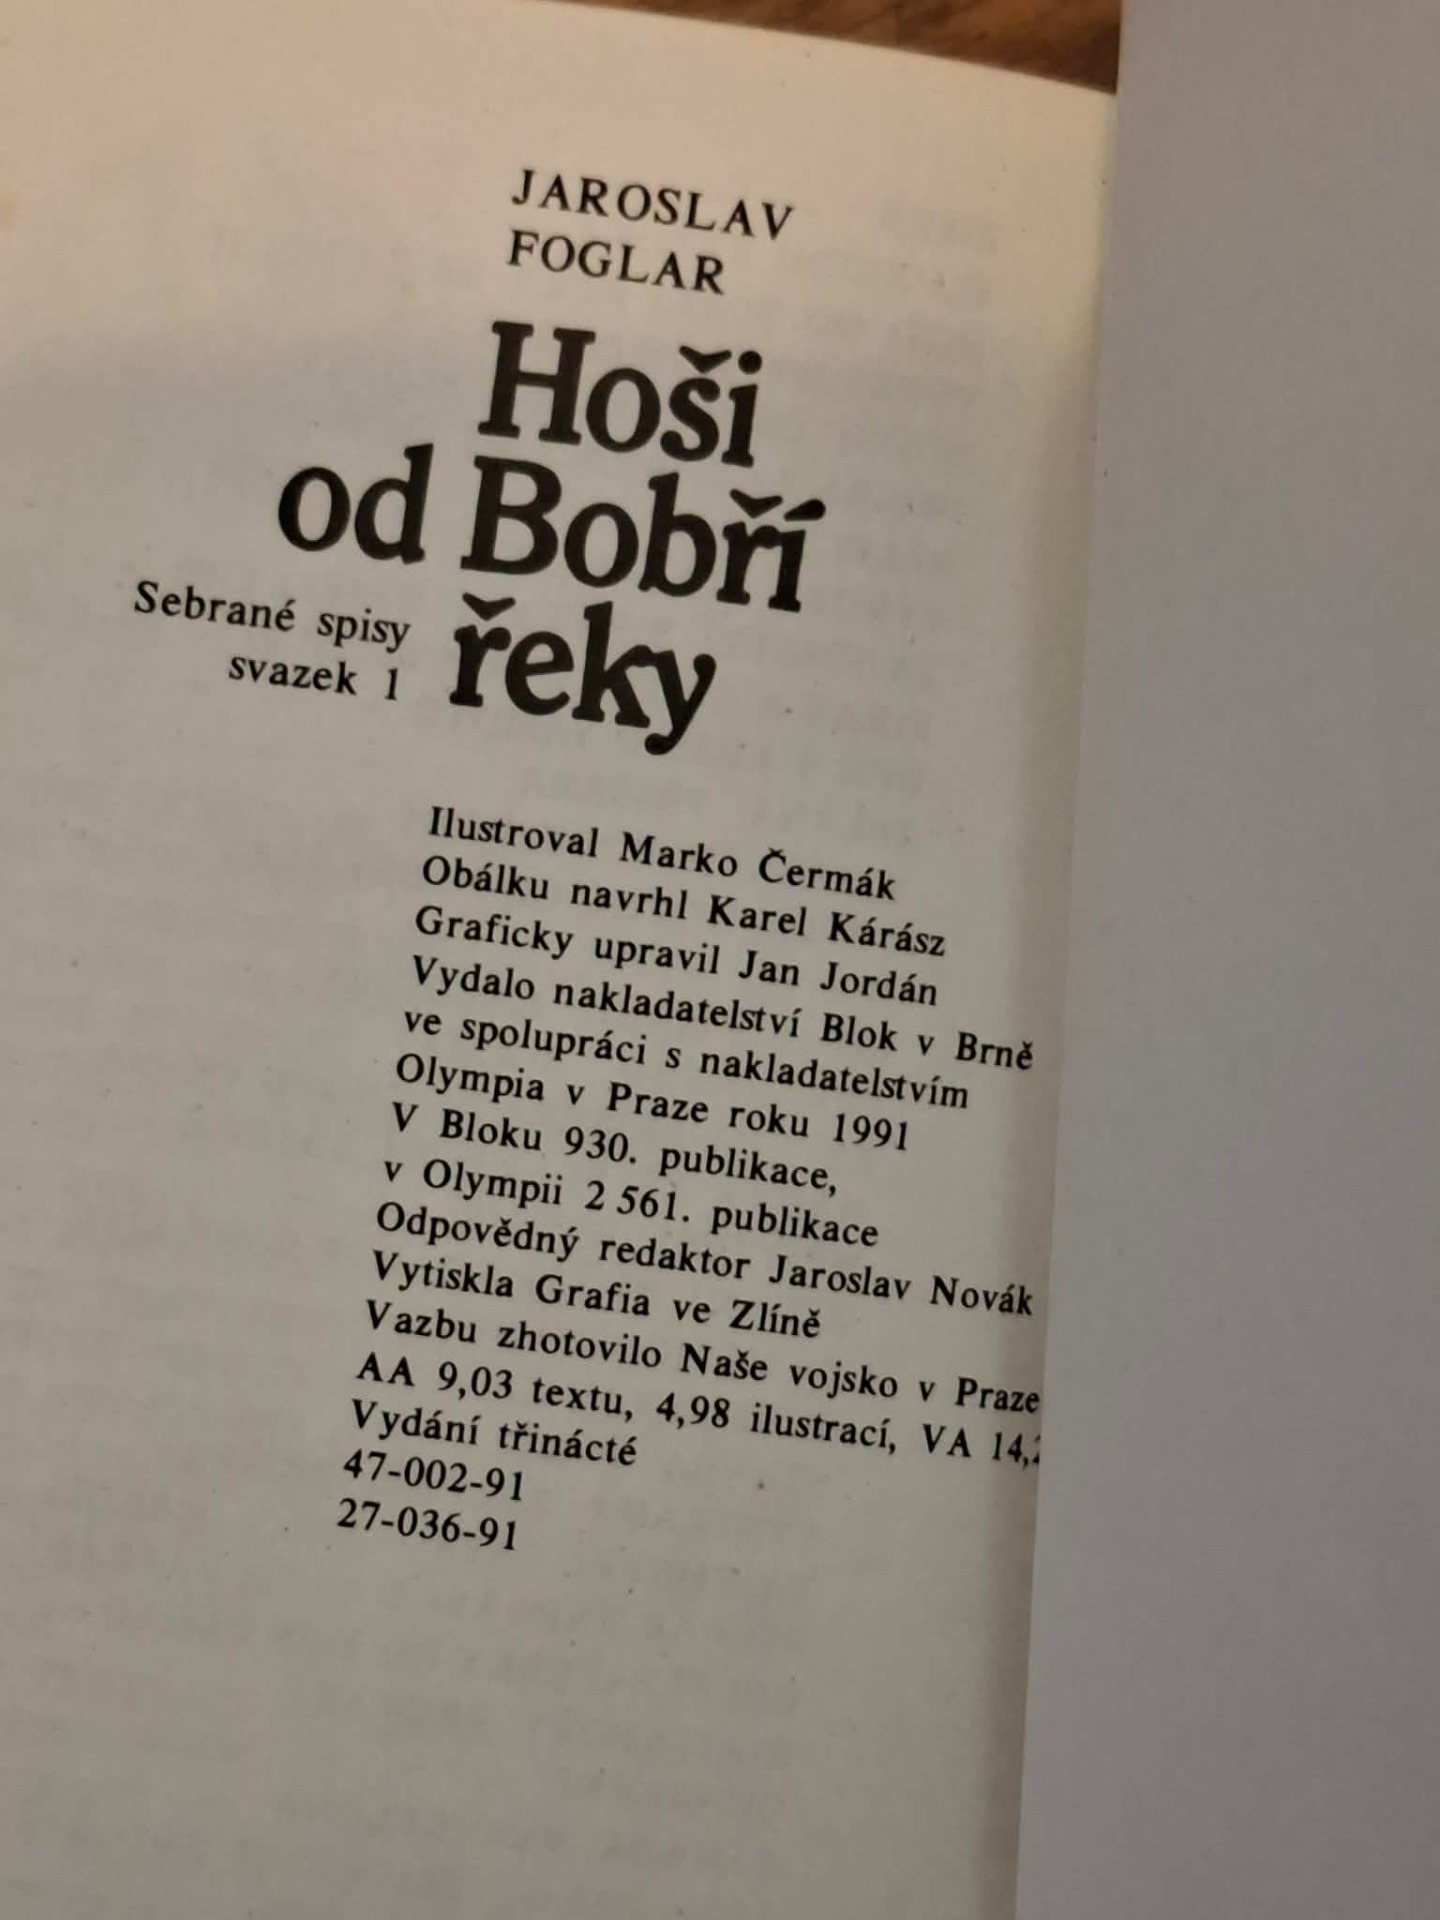 JAROSLAV
FOGLAR
Hoši
od Bobří
řeky
Sebrané spisy
svazek 1
Ilustroval Marko Čermák
Obálku navrhl Karel Kárász
Graficky upravil Jan Jordán
Vydalo nakladatelství Blok v Brně
ve spolupráci s nakladatelstvím
Olympia v Praze roku 1991
V Bloku 930. publikace,
v Olympii 2 561. publikace
Odpovědný redaktor Jaroslav Novák
Vytiskla Grafia ve Zlíně
Vazbu zhotovilo Naše vojsko v Praze
AA 9,03 textu, 4,98 ilustrací, VA
Vydání třinácté
47-002-91
27-036-91